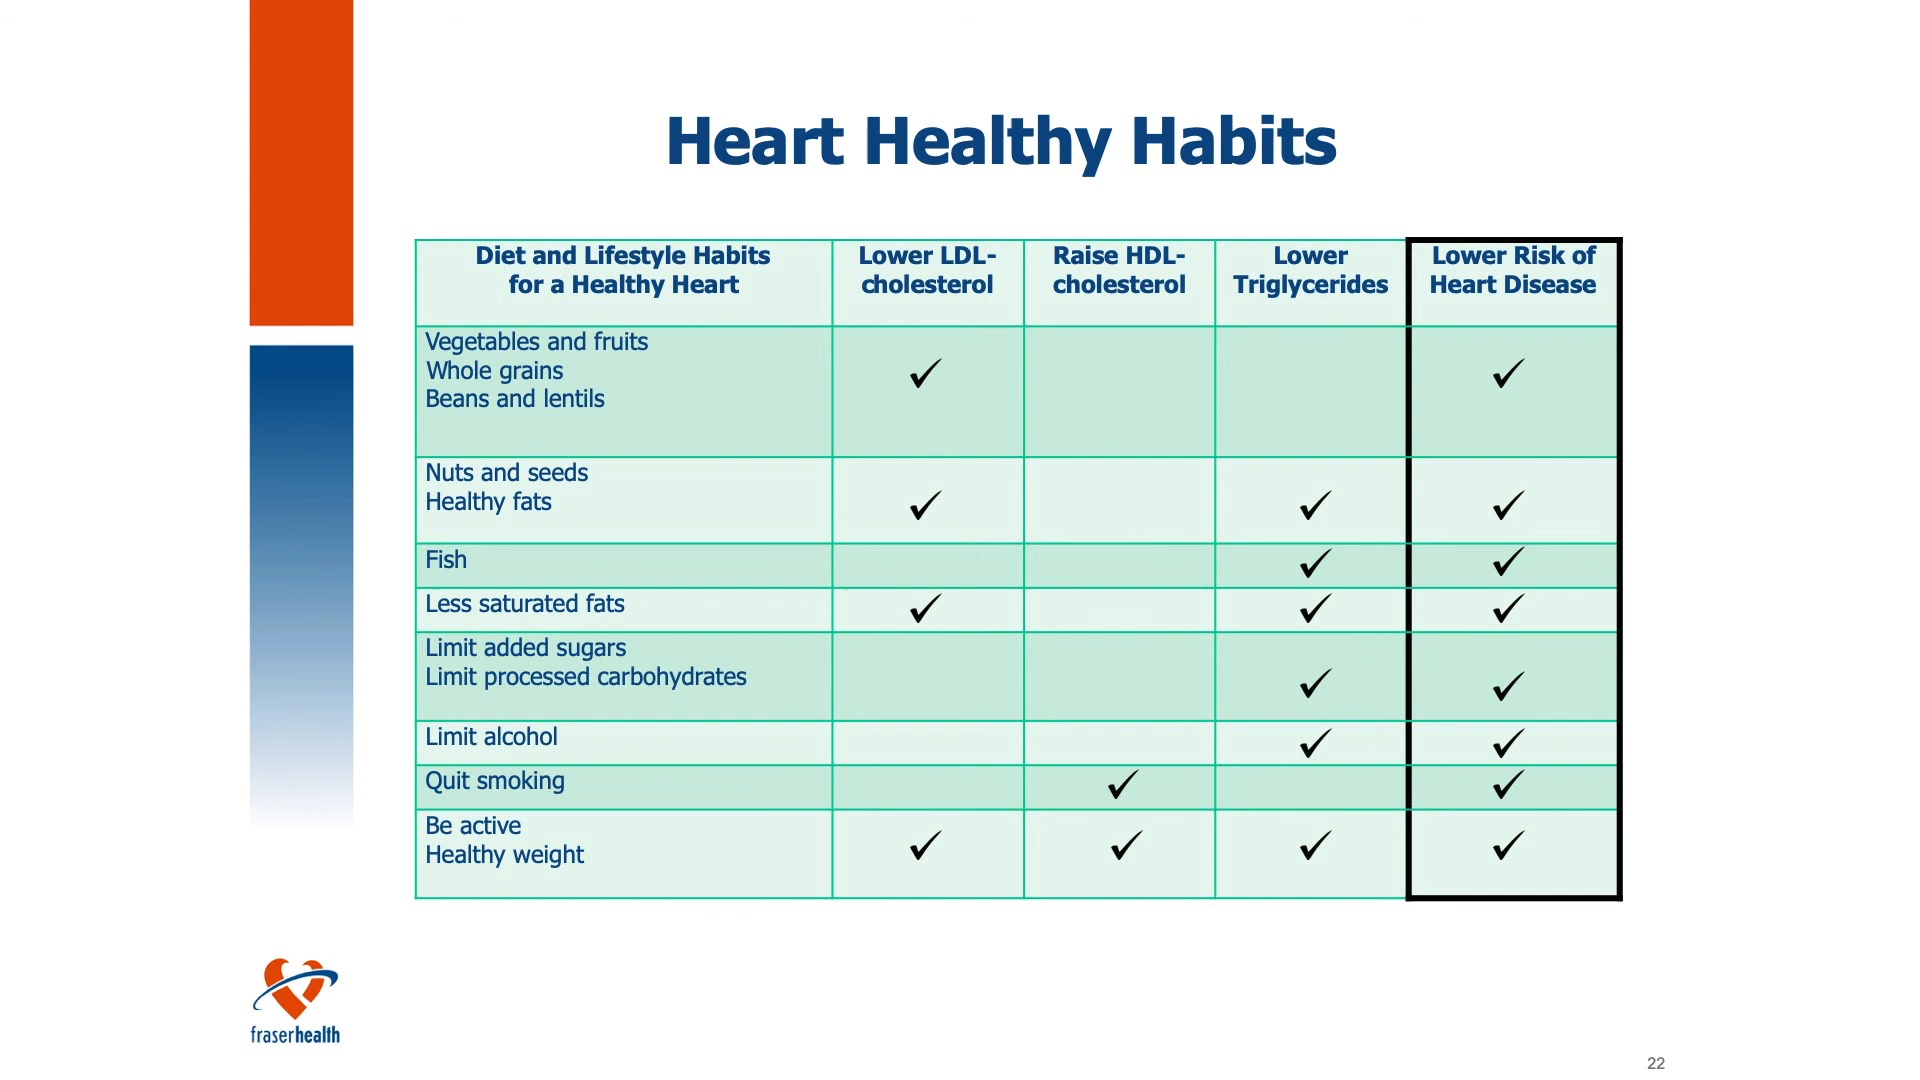 Heart Healthy Habits
Diet and Lifestyle Habits
for a Healthy Heart
Lower LDL-
cholesterol
Raise HDL-
cholesterol
Lower
Triglycerides
Lower Risk of
Heart Disease
Vegetables and fruits
Whole grains
Beans and lentils
✓ ✓
Nuts and seeds
Healthy fats
✓ ✓ ✓
Fish ✓ ✓
Less saturated fats ✓ ✓ ✓
Limit added sugars
Limit processed carbohydrates
✓ ✓
Limit alcohol ✓ ✓
Quit smoking ✓ ✓
Be active
Healthy weight
✓ ✓ ✓ ✓
fraserhealth
22